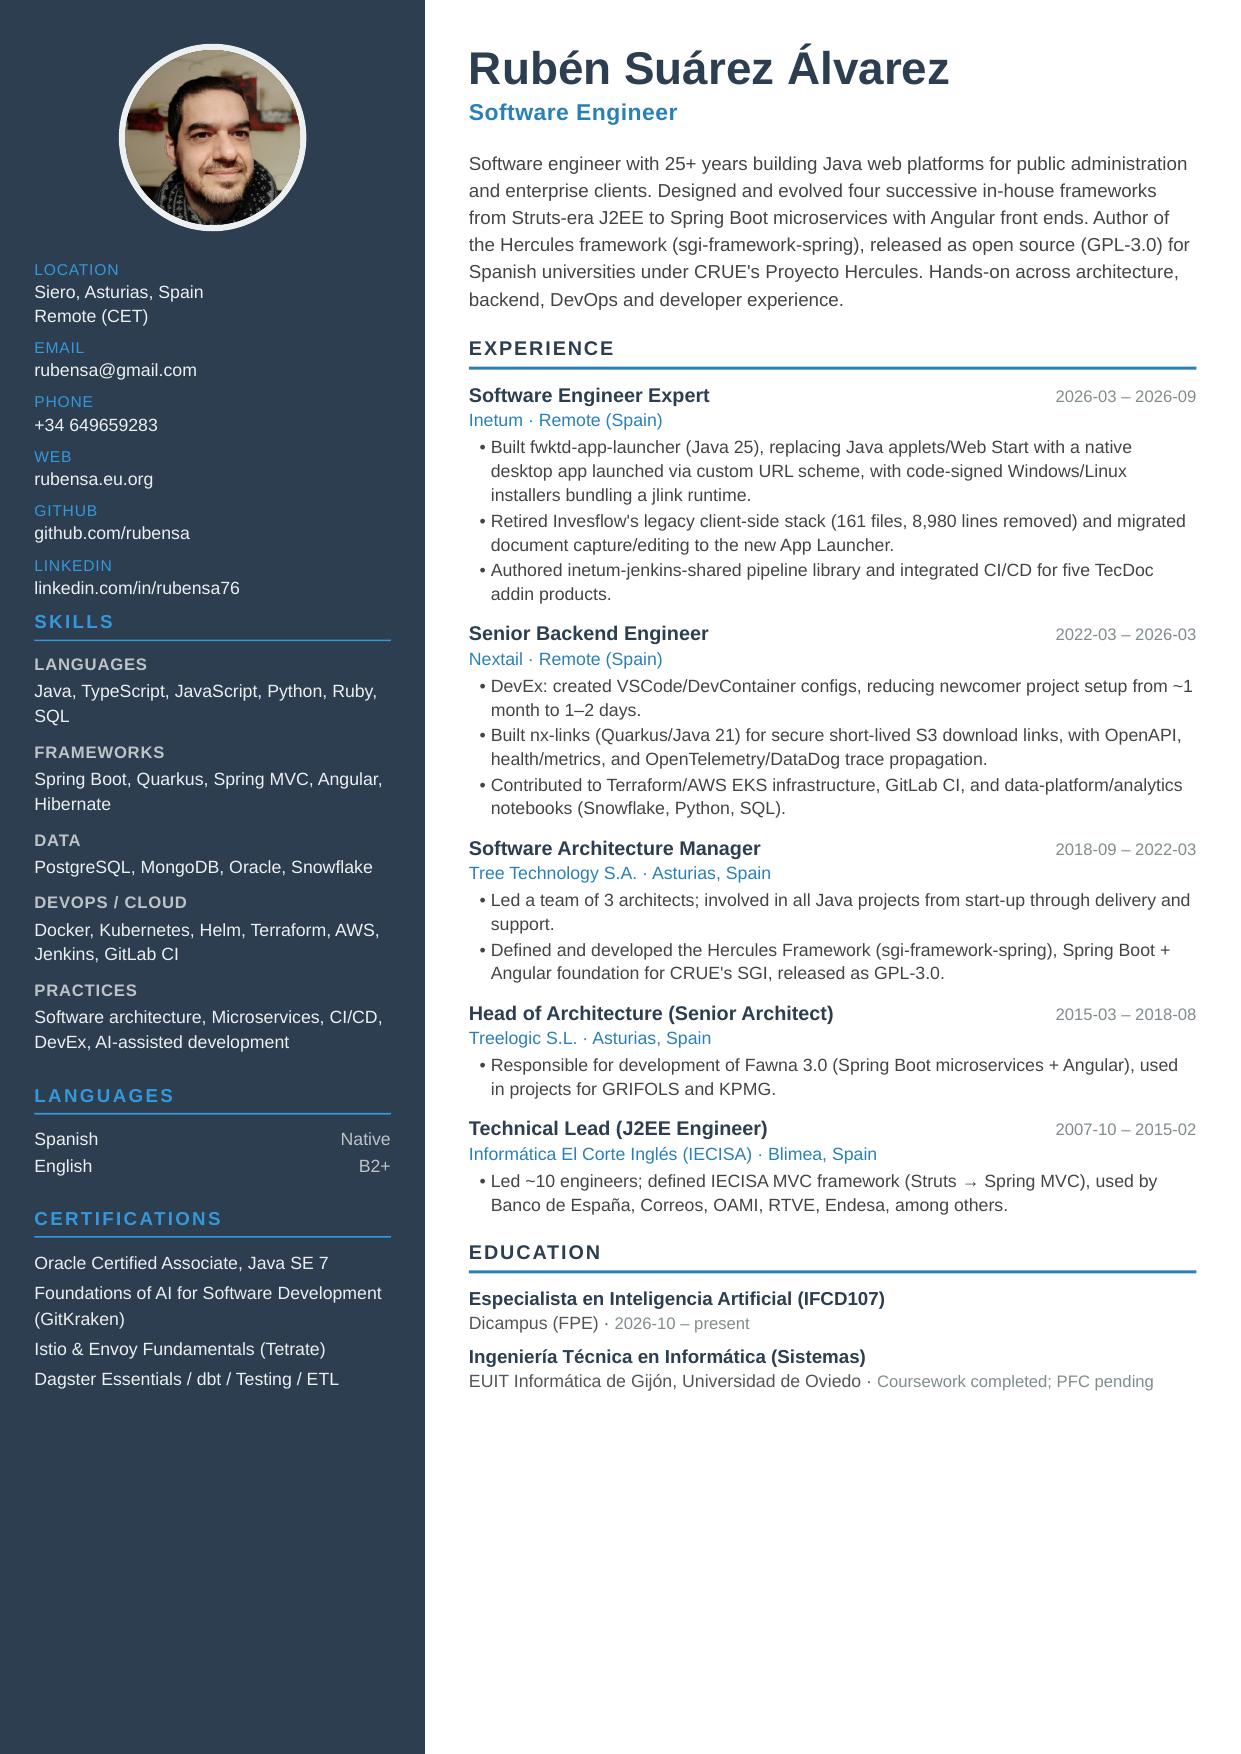 LOCATION
Siero, Asturias, Spain
Remote (CET)
EMAIL
rubensa@gmail.com
PHONE
+34 649659283
WEB
rubensa.eu.org
GITHUB
github.com/rubensa
LINKEDIN
linkedin.com/in/rubensa76
SKILLS
LANGUAGES
Java, TypeScript, JavaScript, Python, Ruby,
SQL
FRAMEWORKS
Spring Boot, Quarkus, Spring MVC, Angular,
Hibernate
DATA
PostgreSQL, MongoDB, Oracle, Snowflake
DEVOPS / CLOUD
Docker, Kubernetes, Helm, Terraform, AWS,
Jenkins, GitLab CI
PRACTICES
Software architecture, Microservices, CI/CD,
DevEx, AI-assisted development
LANGUAGES
Spanish Native
English B2+
CERTIFICATIONS
Oracle Certified Associate, Java SE 7
Foundations of AI for Software Development
(GitKraken)
Istio & Envoy Fundamentals (Tetrate)
Dagster Essentials / dbt / Testing / ETL
Rubén Suárez Álvarez
Software Engineer
Software engineer with 25+ years building Java web platforms for public administration
and enterprise clients. Designed and evolved four successive in-house frameworks
from Struts-era J2EE to Spring Boot microservices with Angular front ends. Author of
the Hercules framework (sgi-framework-spring), released as open source (GPL-3.0) for
Spanish universities under CRUE's Proyecto Hercules. Hands-on across architecture,
backend, DevOps and developer experience.
EXPERIENCE
Software Engineer Expert 2026-03 – 2026-09
Inetum · Remote (Spain)
• Built fwktd-app-launcher (Java 25), replacing Java applets/Web Start with a native
desktop app launched via custom URL scheme, with code-signed Windows/Linux
installers bundling a jlink runtime.
• Retired Invesflow's legacy client-side stack (161 files, 8,980 lines removed) and migrated
document capture/editing to the new App Launcher.
• Authored inetum-jenkins-shared pipeline library and integrated CI/CD for five TecDoc
addin products.
Senior Backend Engineer 2022-03 – 2026-03
Nextail · Remote (Spain)
• DevEx: created VSCode/DevContainer configs, reducing newcomer project setup from ~1
month to 1–2 days.
• Built nx-links (Quarkus/Java 21) for secure short-lived S3 download links, with OpenAPI,
health/metrics, and OpenTelemetry/DataDog trace propagation.
• Contributed to Terraform/AWS EKS infrastructure, GitLab CI, and data-platform/analytics
notebooks (Snowflake, Python, SQL).
Software Architecture Manager 2018-09 – 2022-03
Tree Technology S.A. · Asturias, Spain
• Led a team of 3 architects; involved in all Java projects from start-up through delivery and
support.
• Defined and developed the Hercules Framework (sgi-framework-spring), Spring Boot +
Angular foundation for CRUE's SGI, released as GPL-3.0.
Head of Architecture (Senior Architect) 2015-03 – 2018-08
Treelogic S.L. · Asturias, Spain
• Responsible for development of Fawna 3.0 (Spring Boot microservices + Angular), used
in projects for GRIFOLS and KPMG.
Technical Lead (J2EE Engineer) 2007-10 – 2015-02
Informática El Corte Inglés (IECISA) · Blimea, Spain
• Led ~10 engineers; defined IECISA MVC framework (Struts → Spring MVC), used by
Banco de España, Correos, OAMI, RTVE, Endesa, among others.
EDUCATION
Especialista en Inteligencia Artificial (IFCD107)
Dicampus (FPE) · 2026-10 – present
Ingeniería Técnica en Informática (Sistemas)
EUIT Informática de Gijón, Universidad de Oviedo · Coursework completed; PFC pending